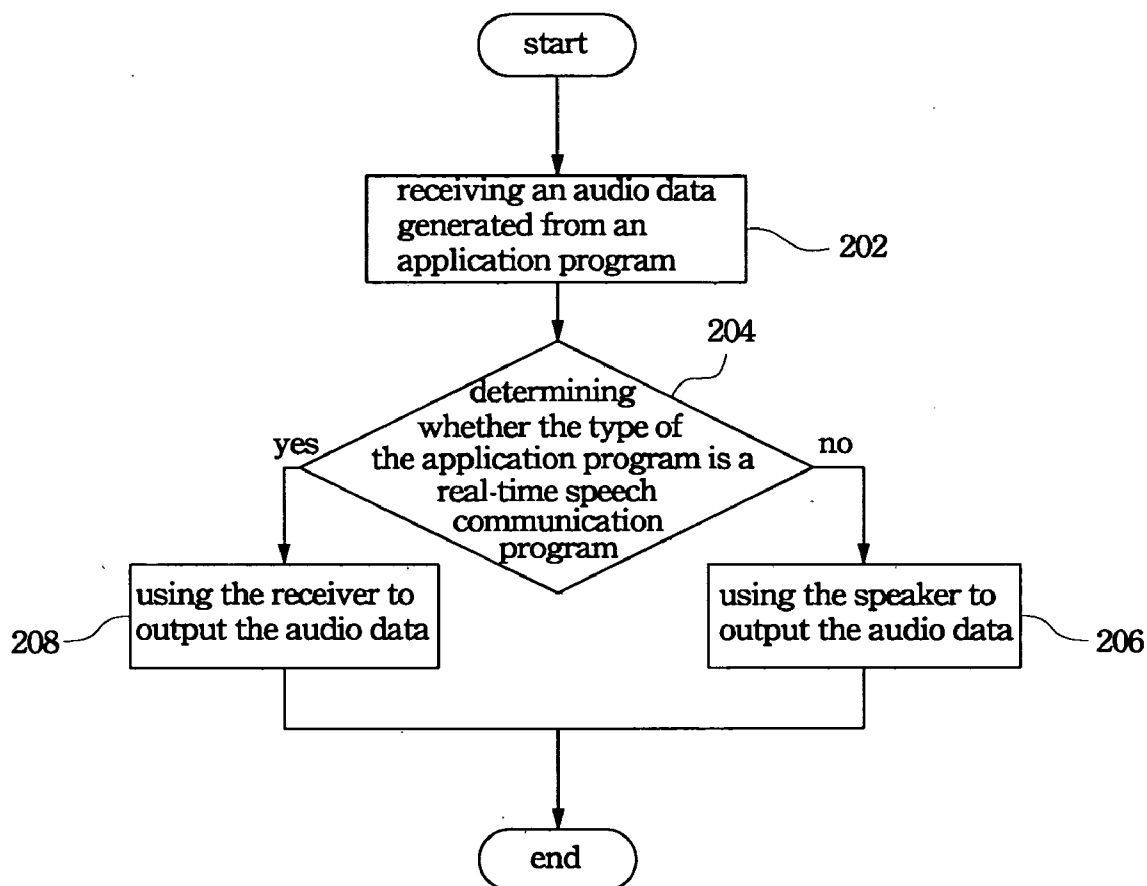 start
receiving an audio data
generated from an
application program
202
204
determining
whether the type of
the application program is a
real-time speech
communication
program
yes
no
using the receiver to
output the audio data
208
using the speaker to
output the audio data
206
end